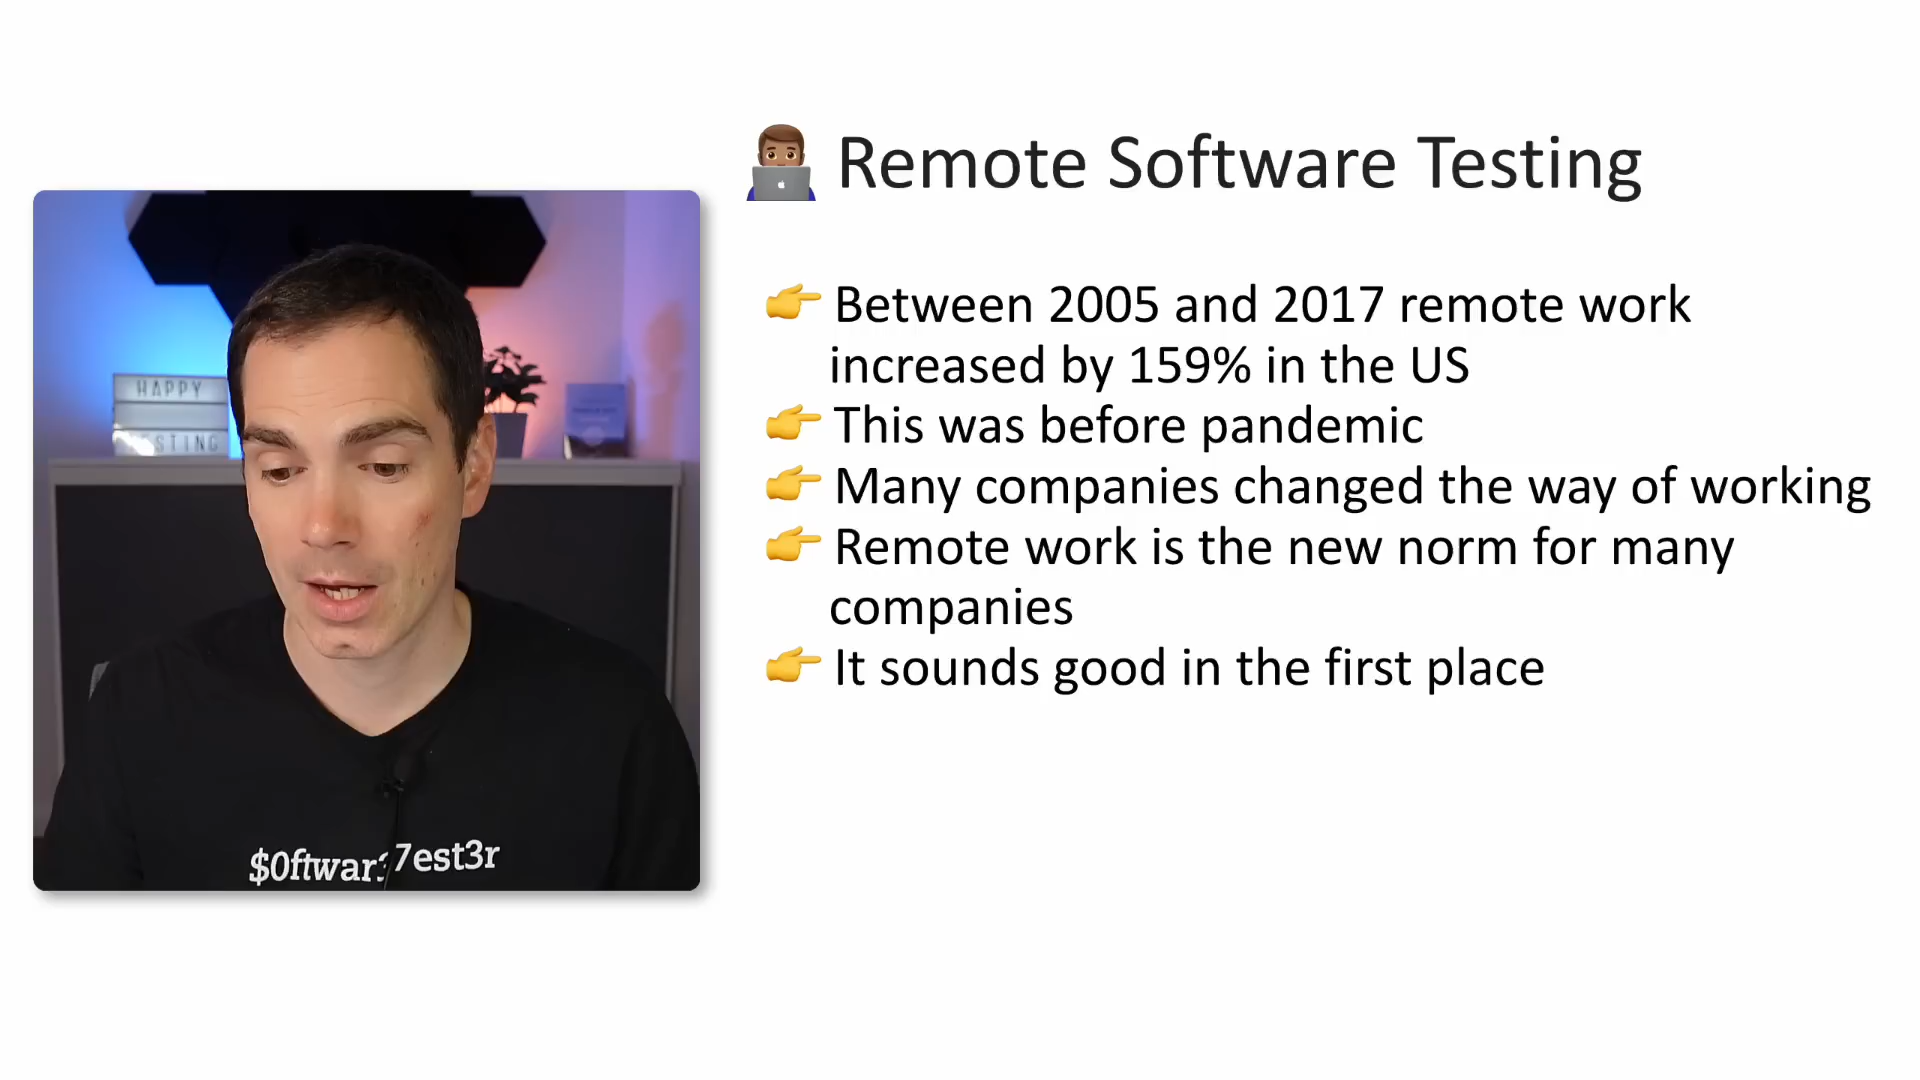 Remote Software Testing
👉 Between 2005 and 2017 remote work
increased by 159% in the US
👉 This was before pandemic
👉 Many companies changed the way of working
👉 Remote work is the new norm for many
companies
👉 It sounds good in the first place
HAPPY
TESTING
$0ftwar3 7est3r